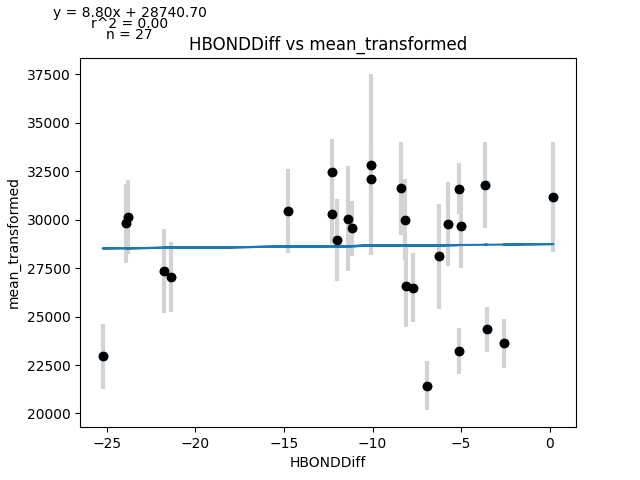 y = 8.80x + 28740.70
r^2 = 0.00
n = 27
HBONDDiff vs mean_transformed
37500
35000
32500
30000
27500
25000
22500
20000
mean_transformed
−25
−20
−15
−10
−5
0
HBONDDiff